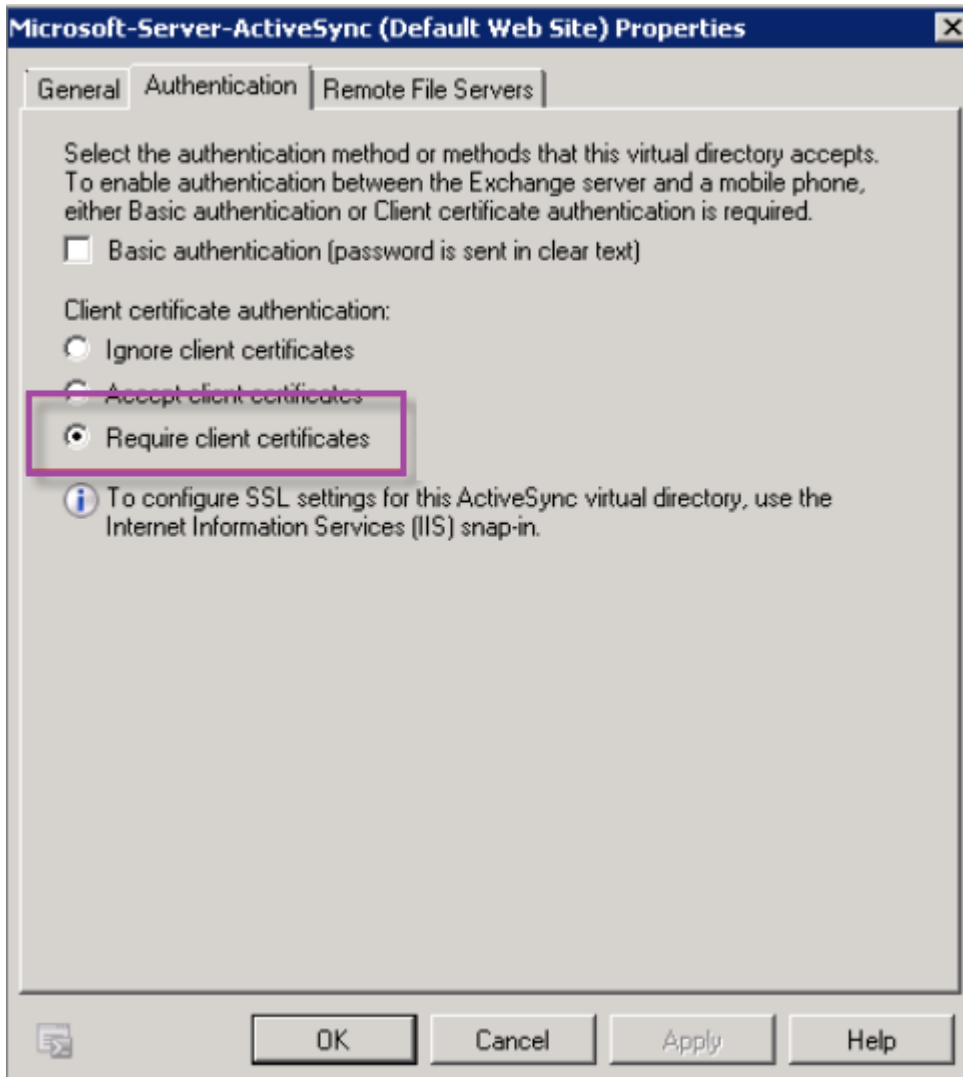 Microsoft-Server-ActiveSync (Default Web Site) Properties
General Authentication Remote File Servers
Select the authentication method or methods that this virtual directory accepts.
To enable authentication between the Exchange server and a mobile phone,
either Basic authentication or Client certificate authentication is required.
Basic authentication (password is sent in clear text)
Client certificate authentication:
Ignore client certificates
Accept client certificates
Require client certificates
To configure SSL settings for this ActiveSync virtual directory, use the
Internet Information Services (IIS) snap-in.
OK Cancel Apply Help